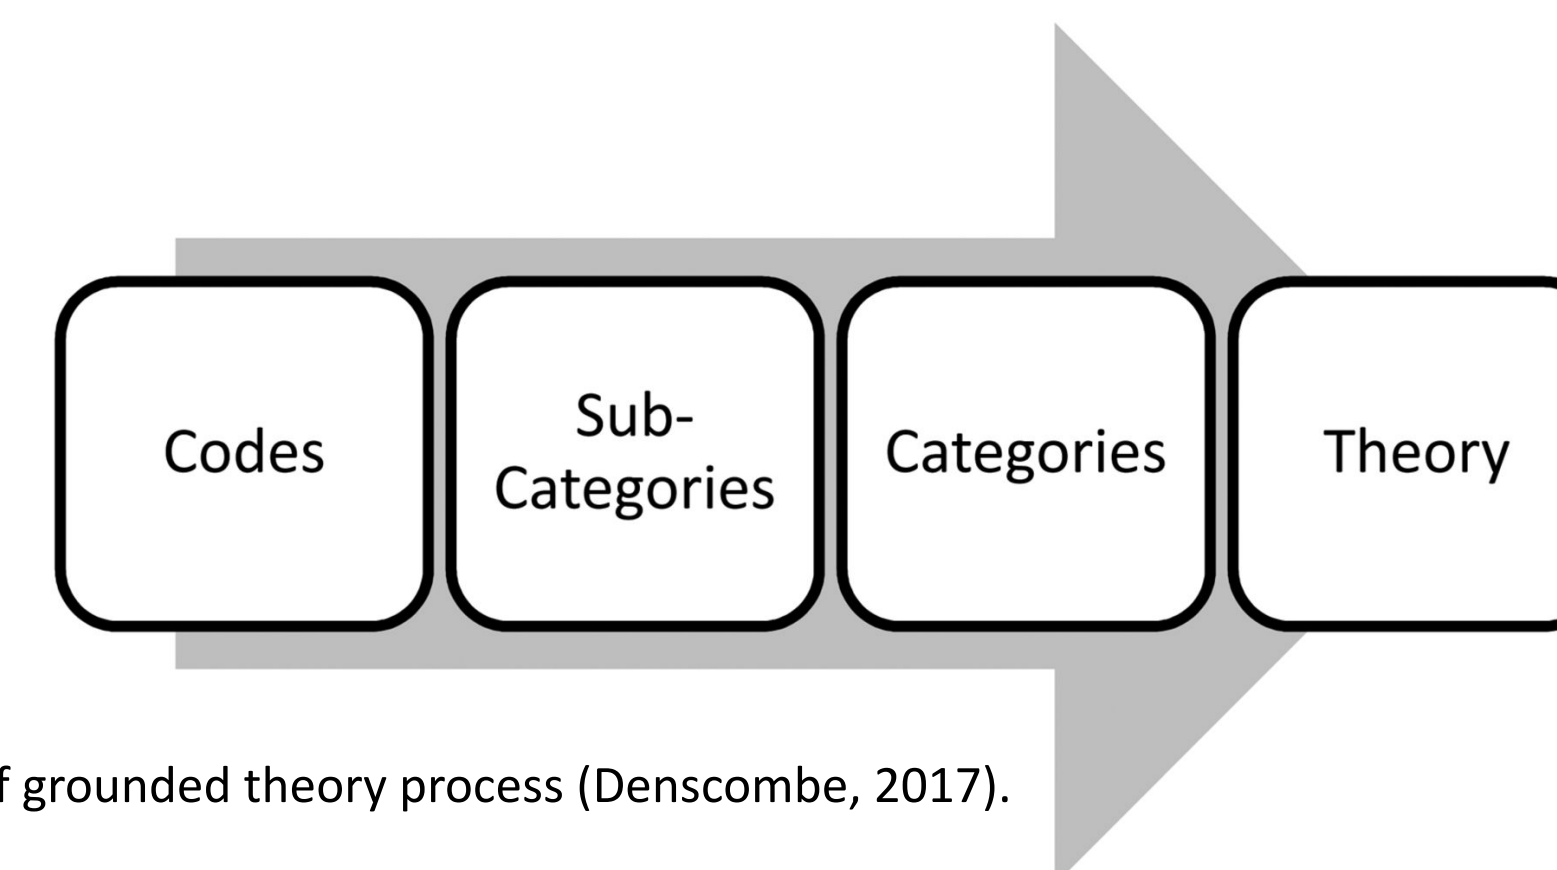 Codes
Sub-
Categories
Categories
Theory
f grounded theory process (Denscombe, 2017).